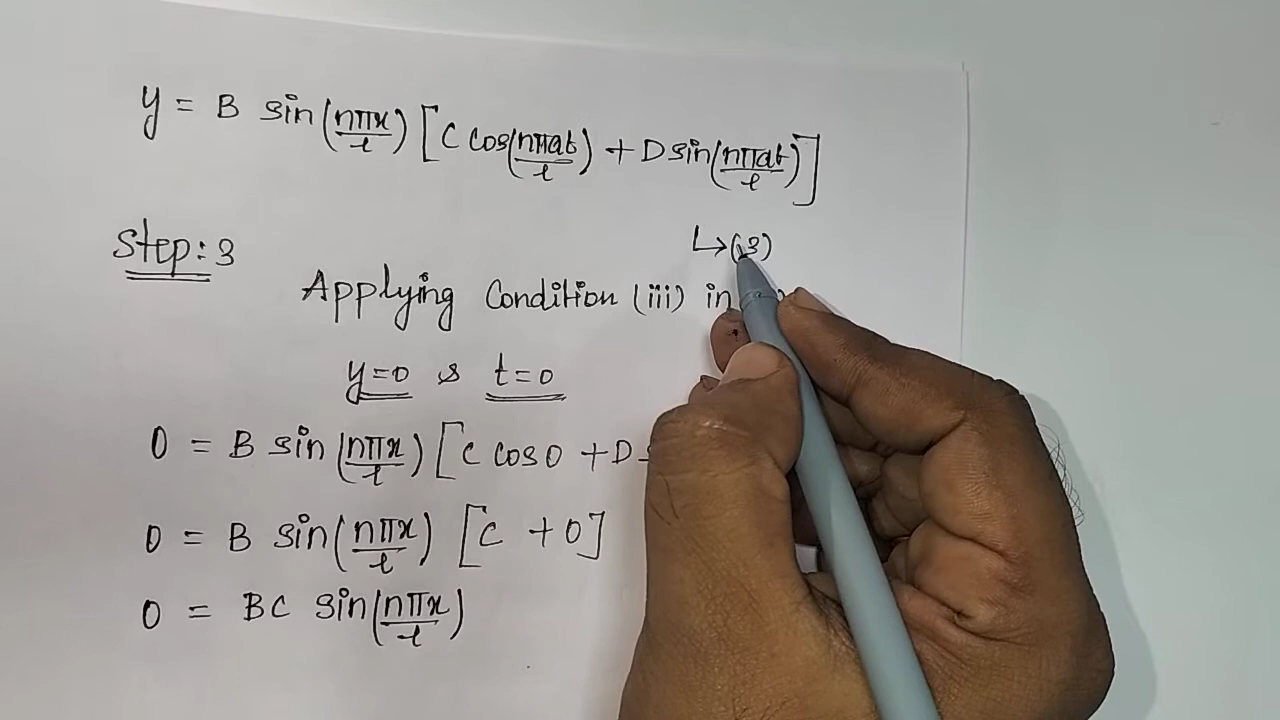 y = B sin(nπx/l) [C cos(nπat/l) + D sin(nπat/l)]
↳(3)
Step: 3
Applying Condition (iii) in
y=0 & t=0
0 = B sin(nπx/l) [C cos0 + D
0 = B sin(nπx/l) [C + 0]
0 = BC sin(nπx/l)